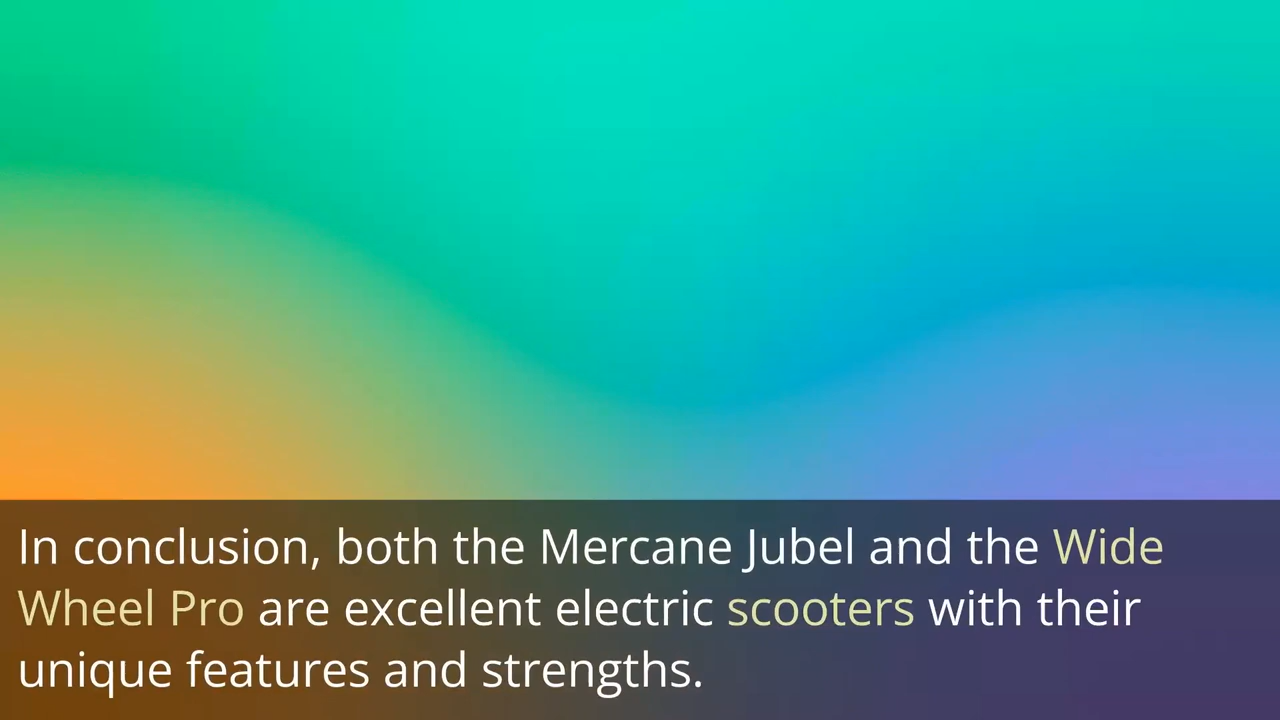 In conclusion, both the Mercane Jubel and the Wide
Wheel Pro are excellent electric scooters with their
unique features and strengths.